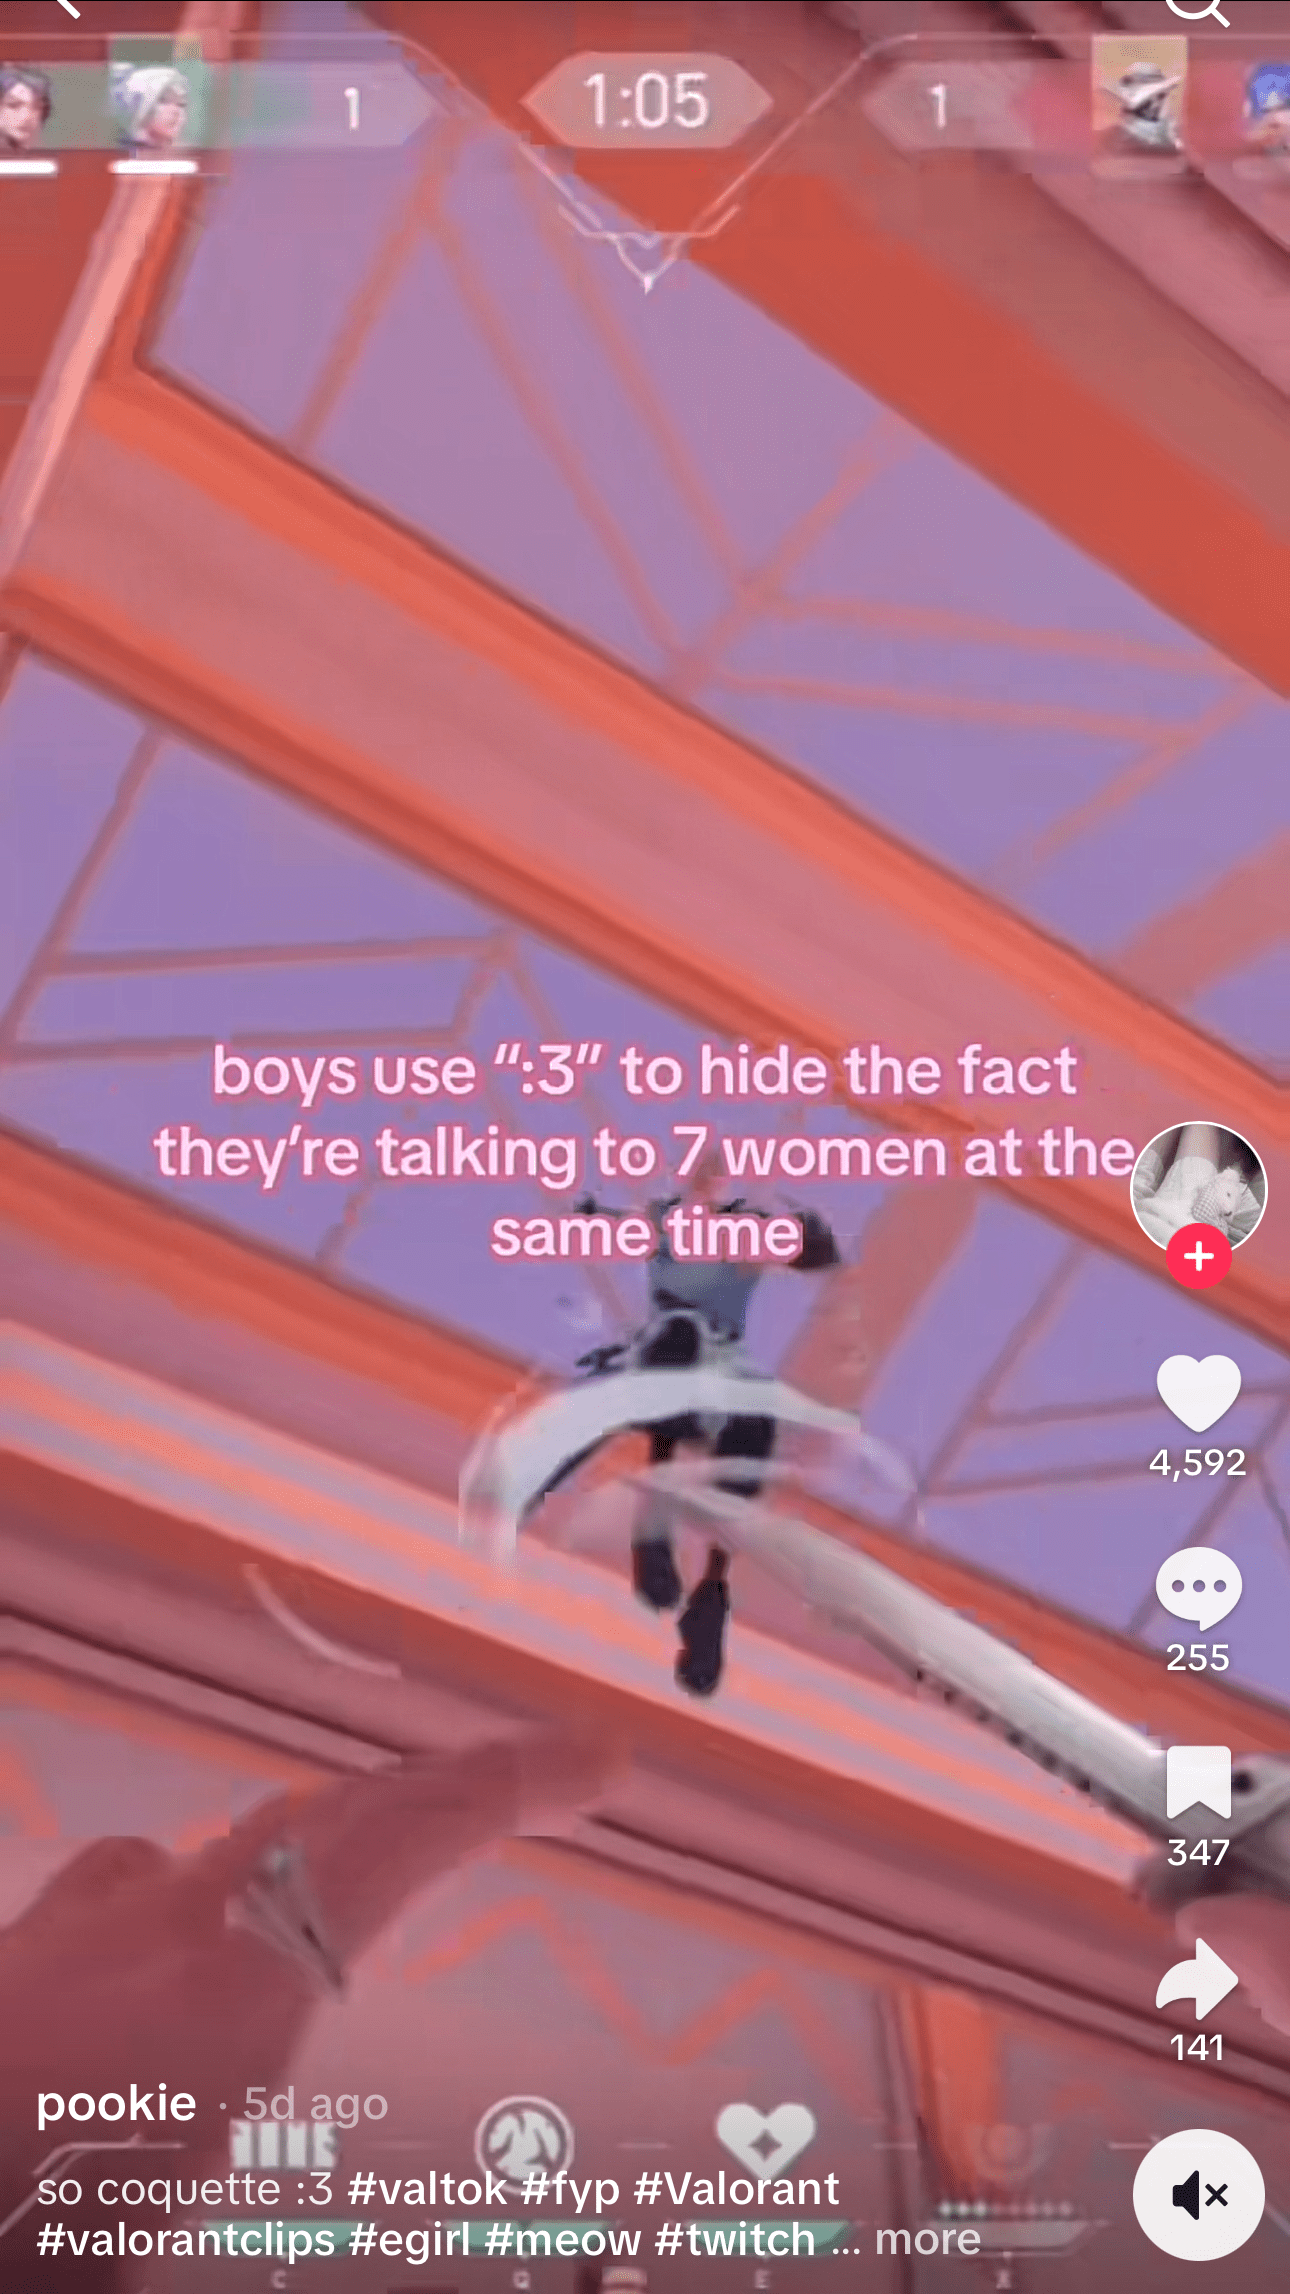 1
1:05
1
boys use “:3” to hide the fact
they’re talking to 7 women at the
same time
4,592
255
347
141
pookie · 5d ago
so coquette :3 #valtok #fyp #Valorant
#valorantclips #egirl #meow #twitch ... more
C
Q
E
X